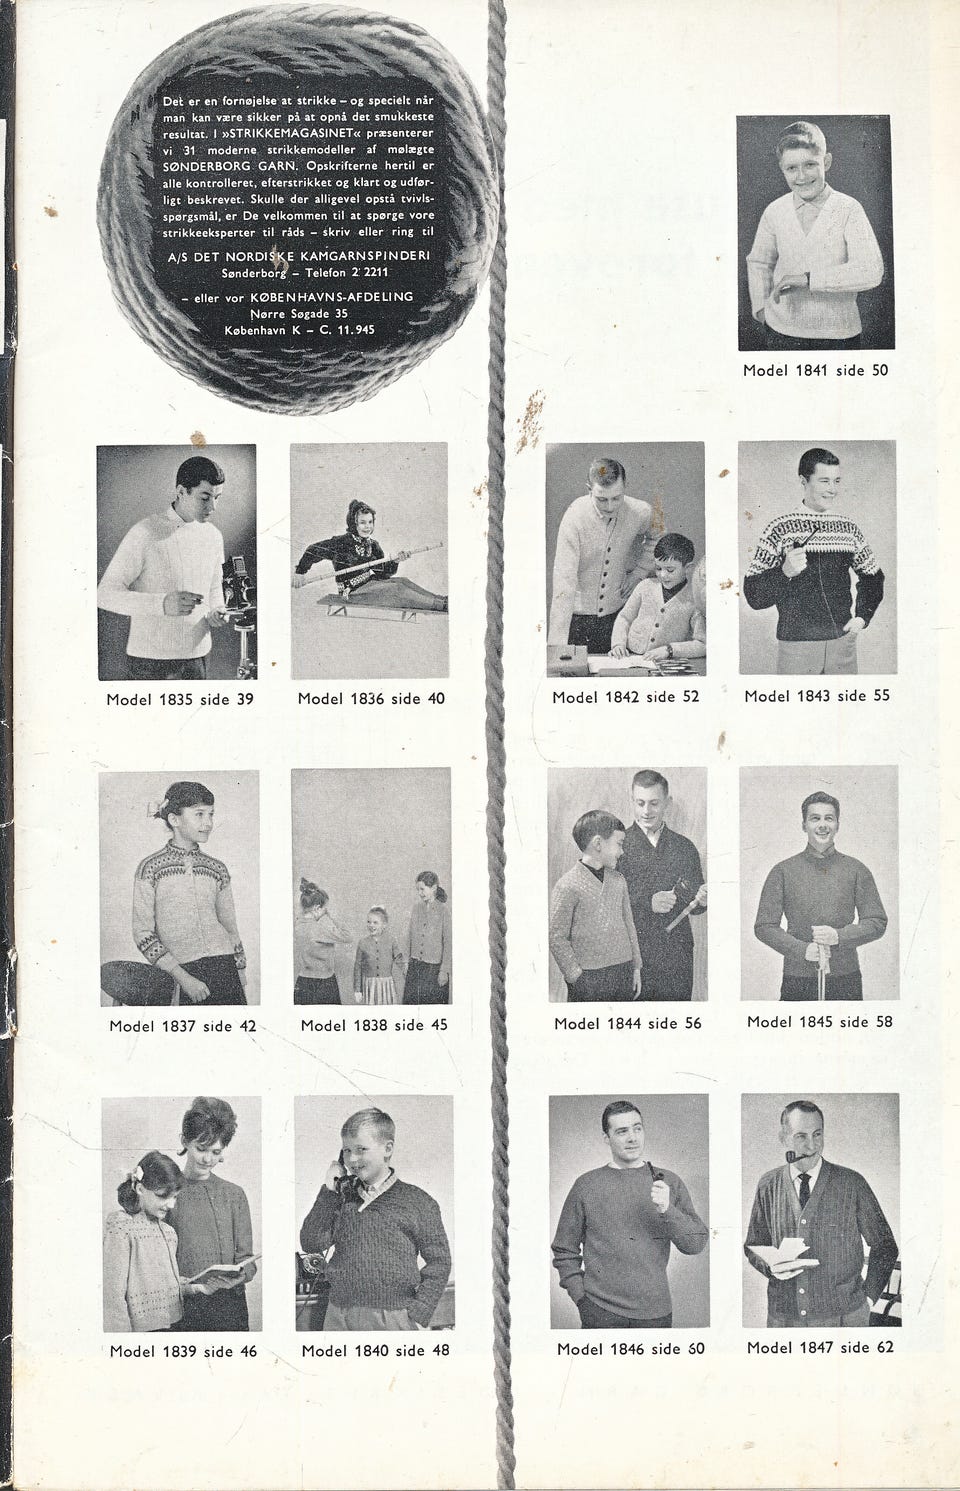 Det er en fornøjelse at strikke – og specielt når
man kan være sikker på at opnå det smukkeste
resultat. I »STRIKKEMAGASINET« præsenterer
vi 31 moderne strikkemodeller af mølægte
SØNDERBORG GARN. Opskrifterne hertil er
alle kontrolleret, efterstrikket og klart og udfør-
ligt beskrevet. Skulle der alligevel opstå tvivls-
spørgsmål, er De velkommen til at spørge vore
strikkeeksperter til råds – skriv eller ring til
A/S DET NORDISKE KAMGARNSPINDERI
Sønderborg – Telefon 2 2211
– eller vor KØBENHAVNS-AFDELING
Nørre Søgade 35
København K – C. 11.945
Model 1841 side 50
Model 1835 side 39
Model 1836 side 40
Model 1842 side 52
Model 1843 side 55
Model 1837 side 42
Model 1838 side 45
Model 1844 side 56
Model 1845 side 58
Model 1839 side 46
Model 1840 side 48
Model 1846 side 60
Model 1847 side 62